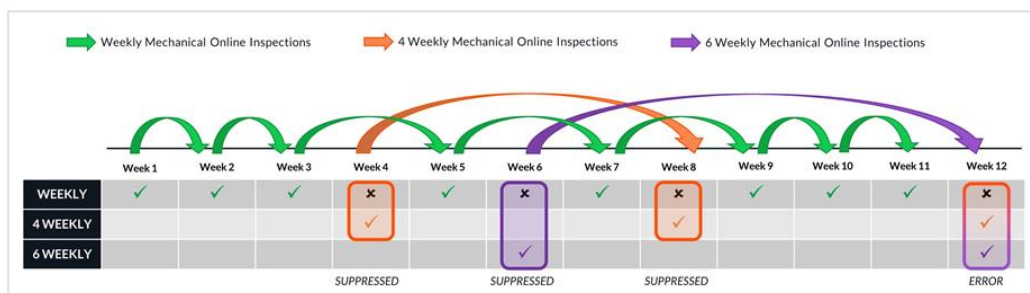 Weekly Mechanical Online Inspections 4 Weekly Mechanical Online Inspections 6 Weekly Mechanical Online Inspections
Week 1 Week 2 Week 3 Week 4 Week 5 Week 6 Week 7 Week 8 Week 9 Week 10 Week 11 Week 12
WEEKLY ✓ ✓ ✓ ✘ ✓ ✘ ✓ ✘ ✓ ✓ ✓ ✘
4 WEEKLY ✓ ✓ ✓
6 WEEKLY ✓ ✓
SUPPRESSED SUPPRESSED SUPPRESSED ERROR